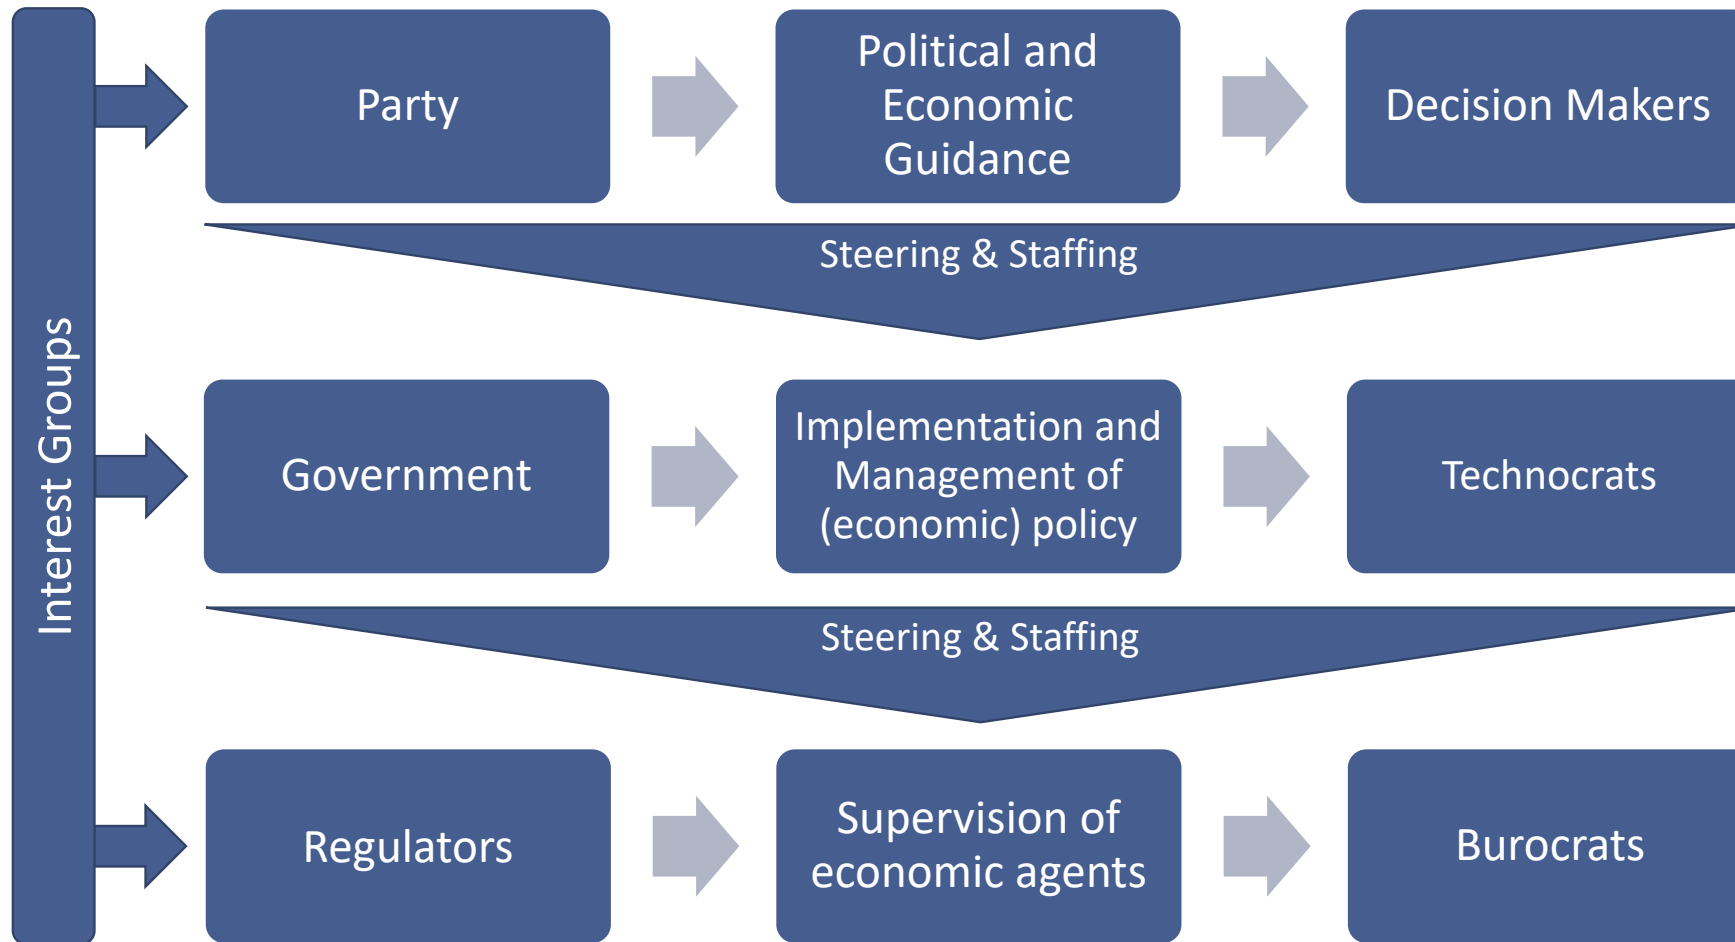 Interest Groups
Party
Political and
Economic
Guidance
Decision Makers
Steering & Staffing
Government
Implementation and
Management of
(economic) policy
Technocrats
Steering & Staffing
Regulators
Supervision of
economic agents
Burocrats